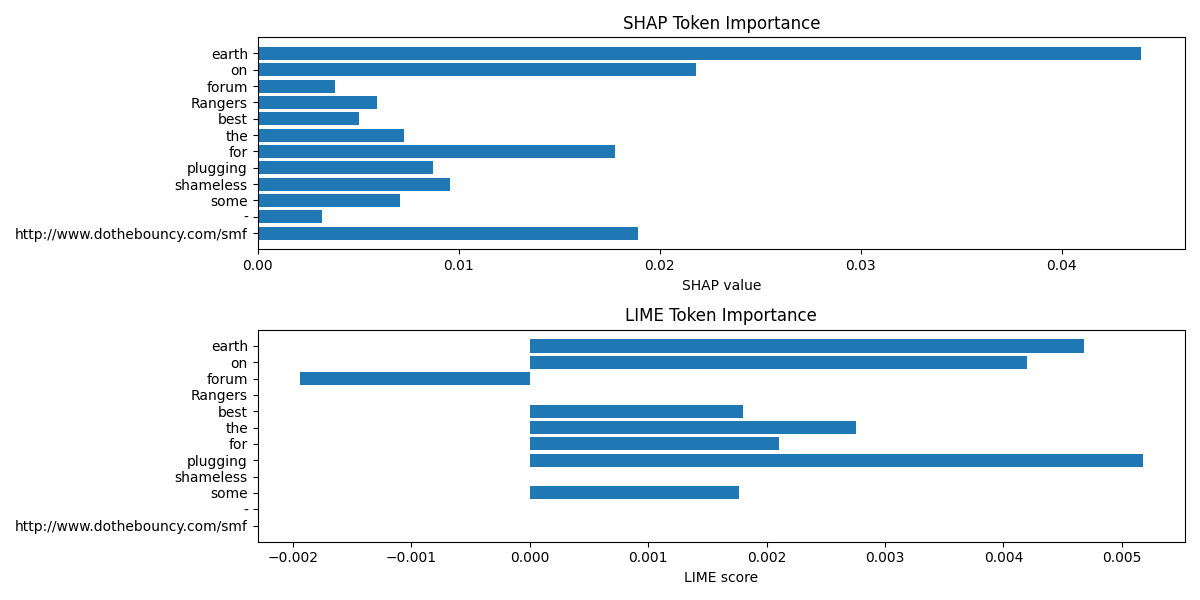 SHAP Token Importance
earth
on
forum
Rangers
best
the
for
plugging
shameless
some
-
http://www.dothebouncy.com/smf
0.00 0.01 0.02 0.03 0.04
SHAP value
LIME Token Importance
earth
on
forum
Rangers
best
the
for
plugging
shameless
some
-
http://www.dothebouncy.com/smf
−0.002 −0.001 0.000 0.001 0.002 0.003 0.004 0.005
LIME score